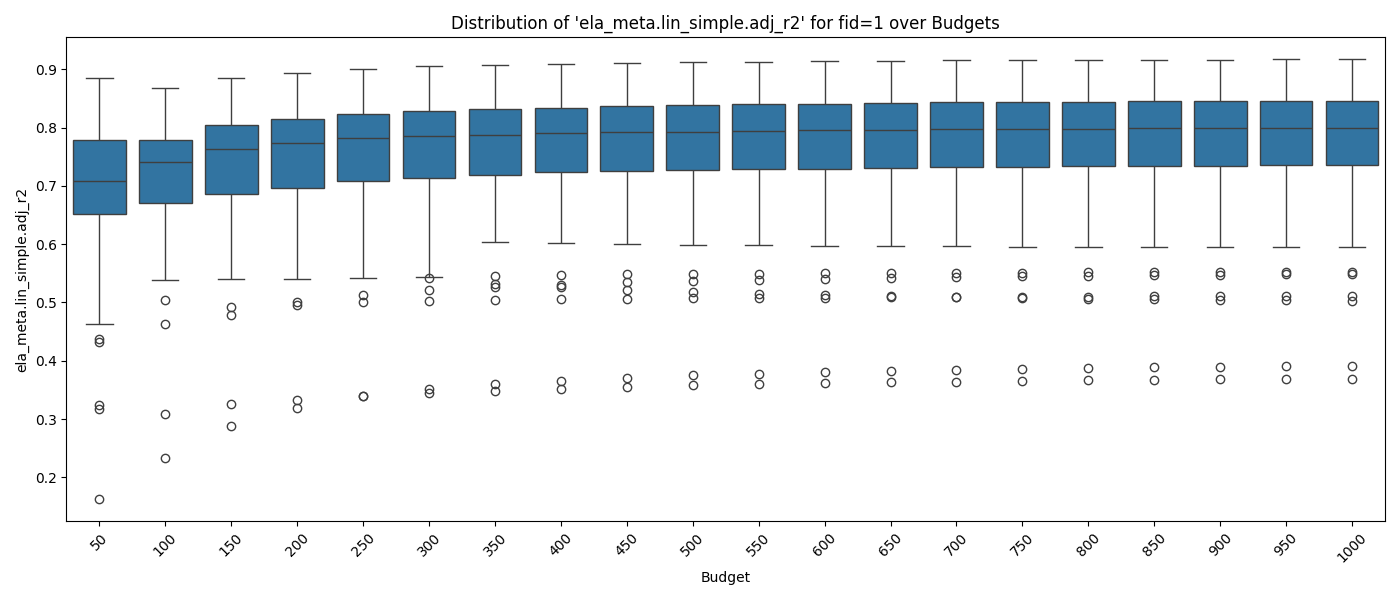 Distribution of 'ela_meta.lin_simple.adj_r2' for fid=1 over Budgets
ela_meta.lin_simple.adj_r2
0.9
0.8
0.7
0.6
0.5
0.4
0.3
0.2
50 100 150 200 250 300 350 400 450 500 550 600 650 700 750 800 850 900 950 1000
Budget